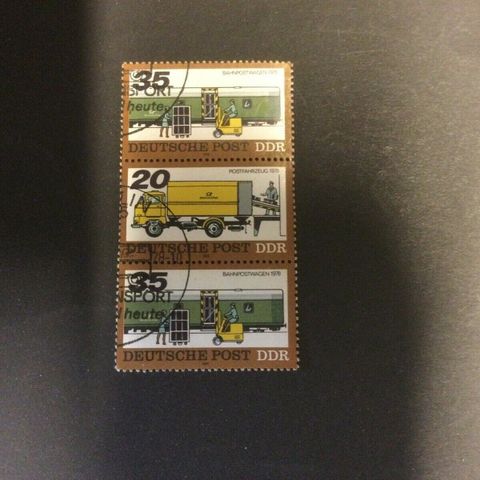 35
BAHNPOSTWAGEN 1978
SPORT
heute
DEUTSCHE POST DDR
20
POSTFAHRZEUG 1978
DEUTSCHE POST DDR
35
BAHNPOSTWAGEN 1978
SPORT
heute
DEUTSCHE POST DDR